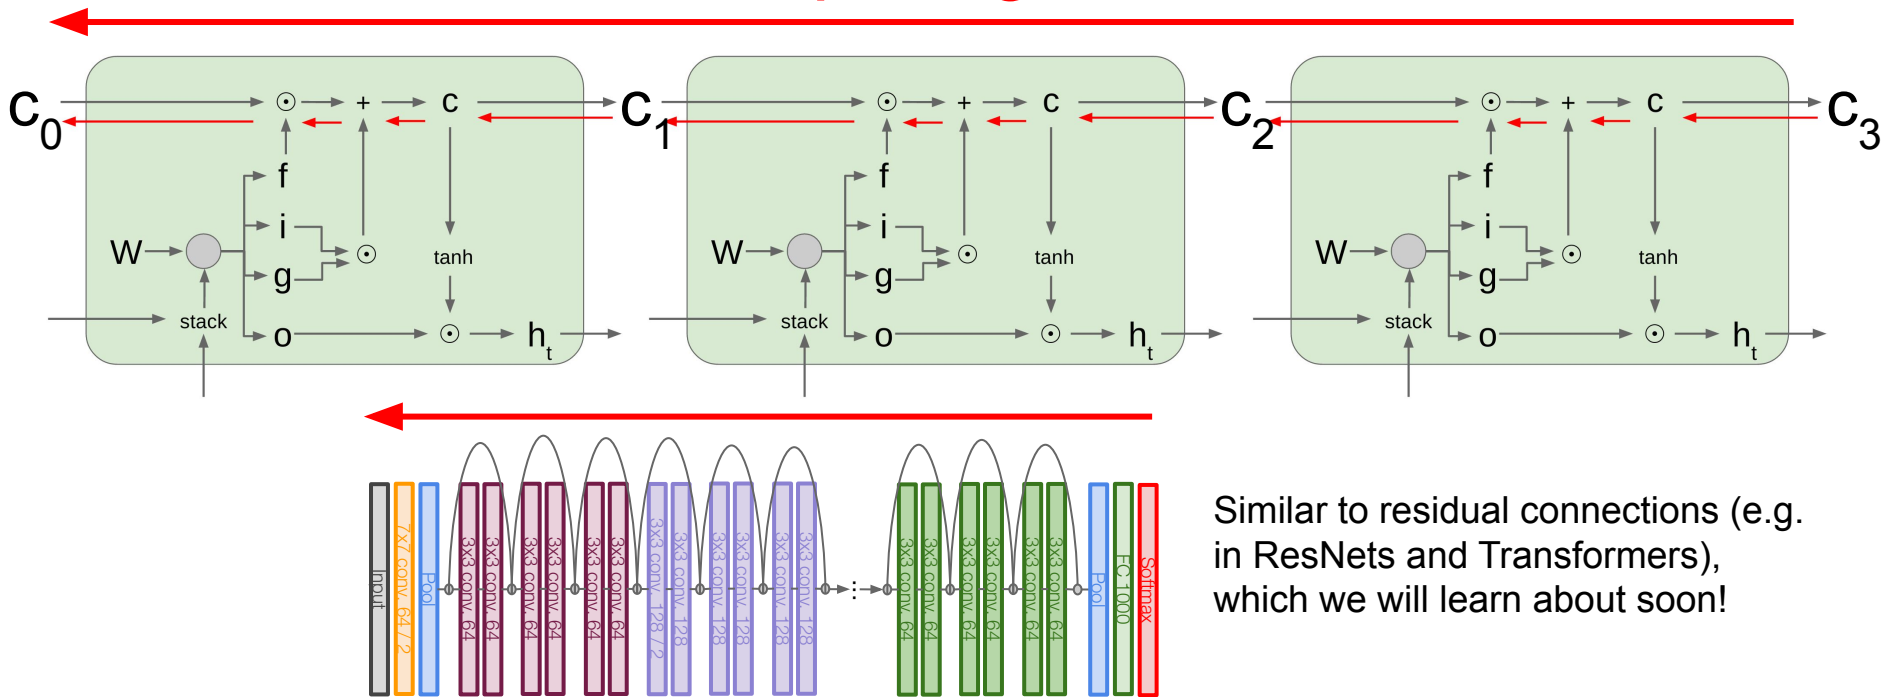 C0
C1
C2
C3
⊙ + c
f
i
W
g
⊙
tanh
stack
o
⊙
ht
⊙ + c
f
i
W
g
⊙
tanh
stack
o
⊙
ht
⊙ + c
f
i
W
g
⊙
tanh
stack
o
⊙
ht
Input
7x7 conv, 64 / 2
Pool
3x3 conv, 64
3x3 conv, 64
3x3 conv, 64
3x3 conv, 64
3x3 conv, 64
3x3 conv, 64
3x3 conv, 128 / 2
3x3 conv, 128
3x3 conv, 128
3x3 conv, 128
3x3 conv, 128
3x3 conv, 128
...
3x3 conv, 64
3x3 conv, 64
3x3 conv, 64
3x3 conv, 64
3x3 conv, 64
3x3 conv, 64
Pool
FC 1000
Softmax
Similar to residual connections (e.g.
in ResNets and Transformers),
which we will learn about soon!